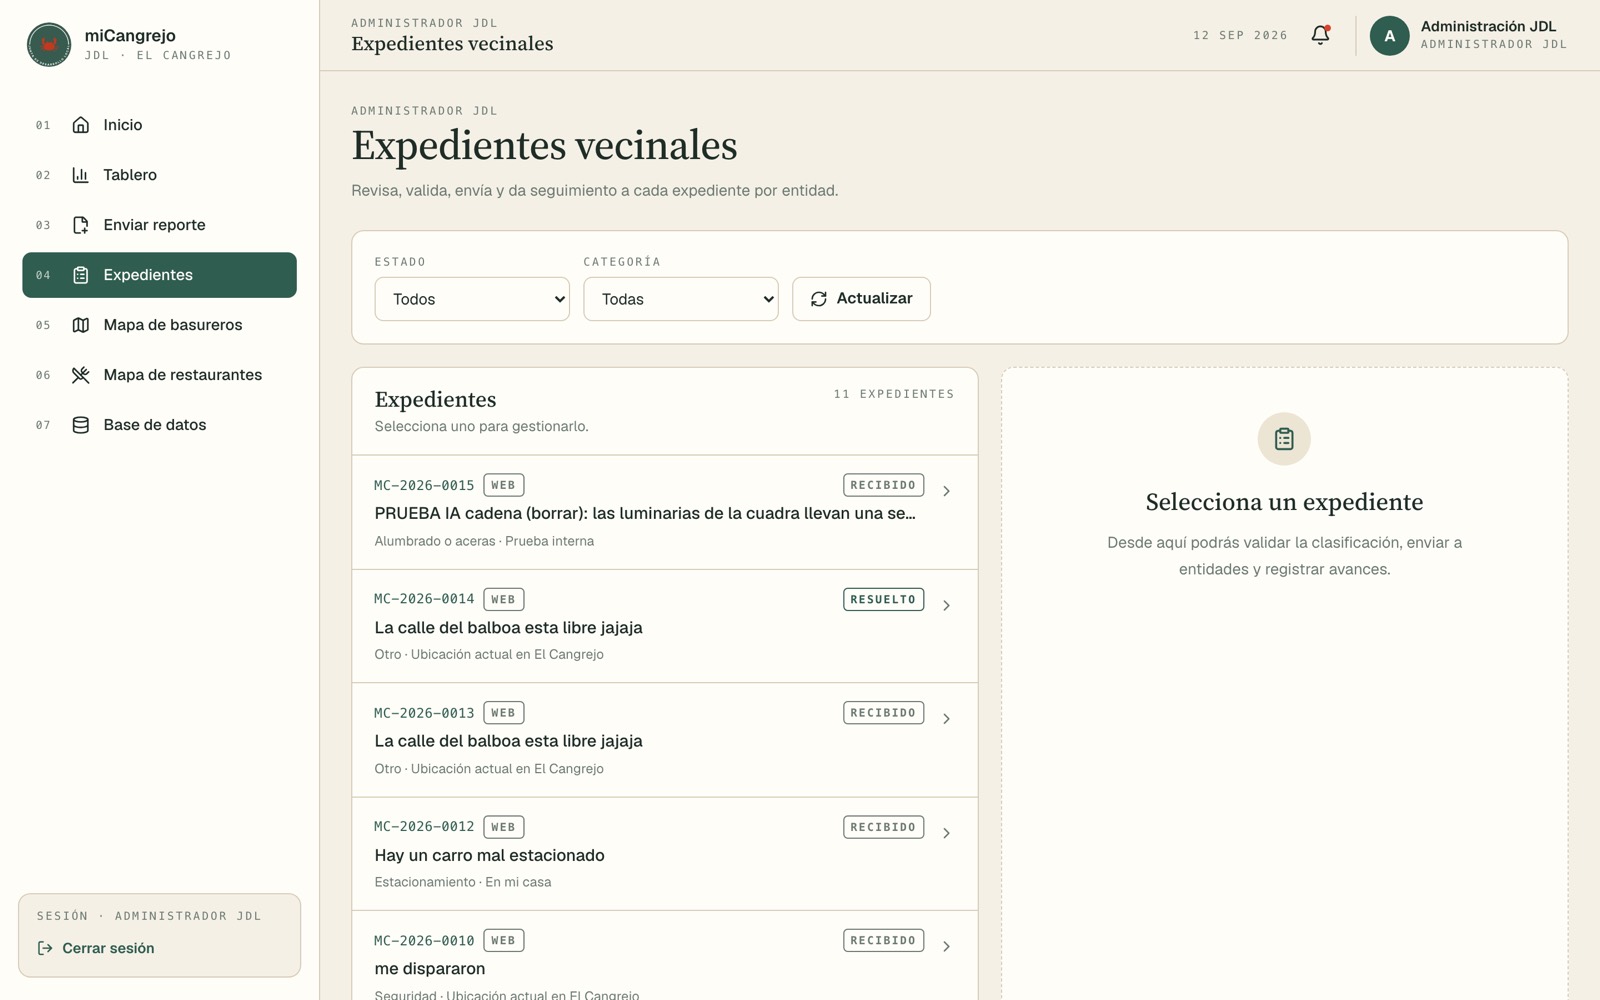 miCangrejo
JDL · EL CANGREJO
01 Inicio
02 Tablero
03 Enviar reporte
04 Expedientes
05 Mapa de basureros
06 Mapa de restaurantes
07 Base de datos
SESIÓN · ADMINISTRADOR JDL
Cerrar sesión
ADMINISTRADOR JDL
Expedientes vecinales
12 SEP 2026
A
Administración JDL
ADMINISTRADOR JDL
ADMINISTRADOR JDL
Expedientes vecinales
Revisa, valida, envía y da seguimiento a cada expediente por entidad.
ESTADO
Todos
CATEGORÍA
Todas
Actualizar
Expedientes
11 EXPEDIENTES
Selecciona uno para gestionarlo.
MC-2026-0015 WEB RECIBIDO
PRUEBA IA cadena (borrar): las luminarias de la cuadra llevan una se...
Alumbrado o aceras · Prueba interna
MC-2026-0014 WEB RESUELTO
La calle del balboa esta libre jajaja
Otro · Ubicación actual en El Cangrejo
MC-2026-0013 WEB RECIBIDO
La calle del balboa esta libre jajaja
Otro · Ubicación actual en El Cangrejo
MC-2026-0012 WEB RECIBIDO
Hay un carro mal estacionado
Estacionamiento · En mi casa
MC-2026-0010 WEB RECIBIDO
me dispararon
Seguridad · Ubicación actual en El Cangrejo
Selecciona un expediente
Desde aquí podrás validar la clasificación, enviar a
entidades y registrar avances.